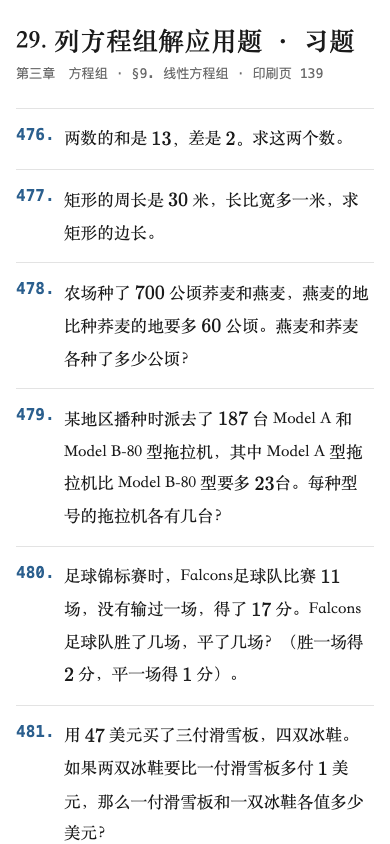 29. 列方程组解应用题 · 习题
第三章 方程组 · §9. 线性方程组 · 印刷页 139
476. 两数的和是 13，差是 2。求这两个数。
477. 矩形的周长是 30 米，长比宽多一米，求
矩形的边长。
478. 农场种了 700 公顷荞麦和燕麦，燕麦的地
比种荞麦的地要多 60 公顷。燕麦和荞麦
各种了多少公顷？
479. 某地区播种时派去了 187 台 Model A 和
Model B-80 型拖拉机，其中 Model A 型拖
拉机比 Model B-80 型要多 23台。每种型
号的拖拉机各有几台？
480. 足球锦标赛时，Falcons足球队比赛 11
场，没有输过一场，得了 17 分。Falcons
足球队胜了几场，平了几场？（胜一场得
2 分，平一场得 1 分）。
481. 用 47 美元买了三付滑雪板，四双冰鞋。
如果两双冰鞋要比一付滑雪板多付 1 美
元，那么一付滑雪板和一双冰鞋各值多少
美元？